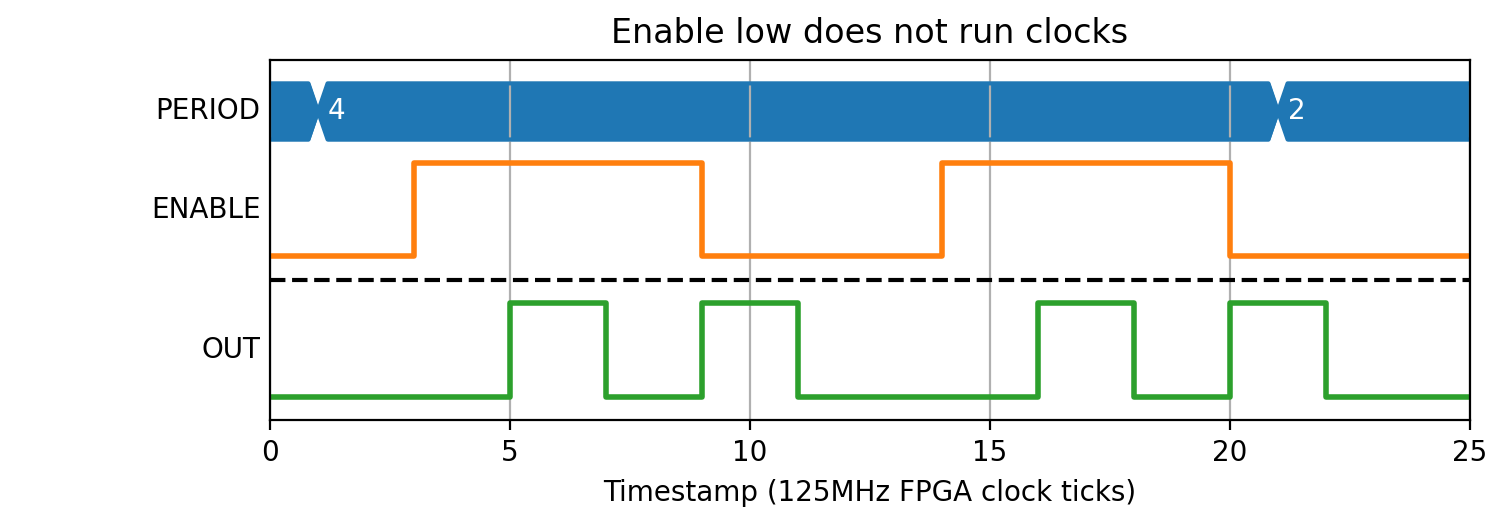 Enable low does not run clocks
PERIOD
4
2
ENABLE
OUT
0 5 10 15 20 25
Timestamp (125MHz FPGA clock ticks)